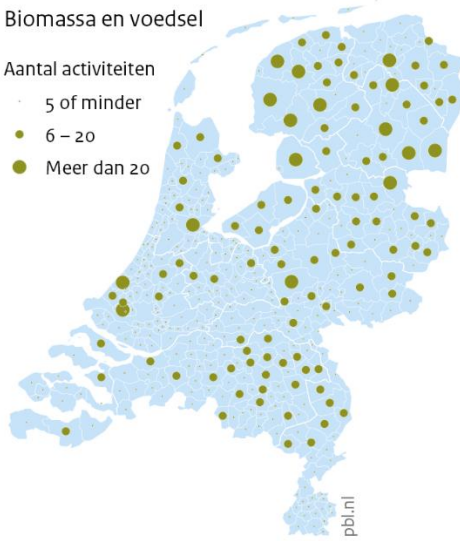 Biomassa en voedsel
Aantal activiteiten
5 of minder
6 – 20
Meer dan 20
pbl.nl